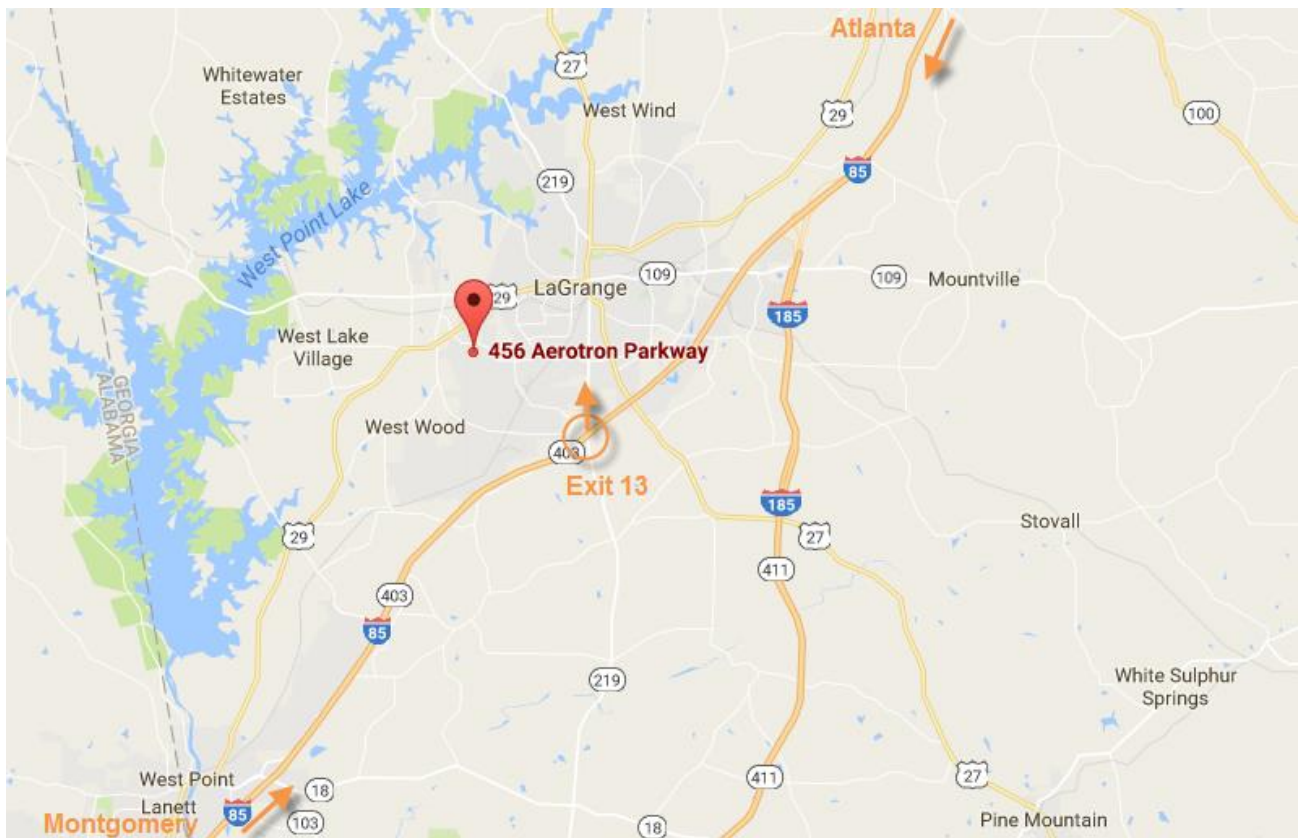 Atlanta
27
Whitewater
Estates
West Wind
29
100
85
219
West Point Lake
109
109
Mountville
LaGrange
29
185
West Lake
Village
456 Aerotron Parkway
GEORGIA
ALABAMA
West Wood
403
Exit 13
185
Stovall
29
27
411
403
85
219
White Sulphur
Springs
West Point
18
411
27
Lanett
85
Montgomery
103
18
Pine Mountain